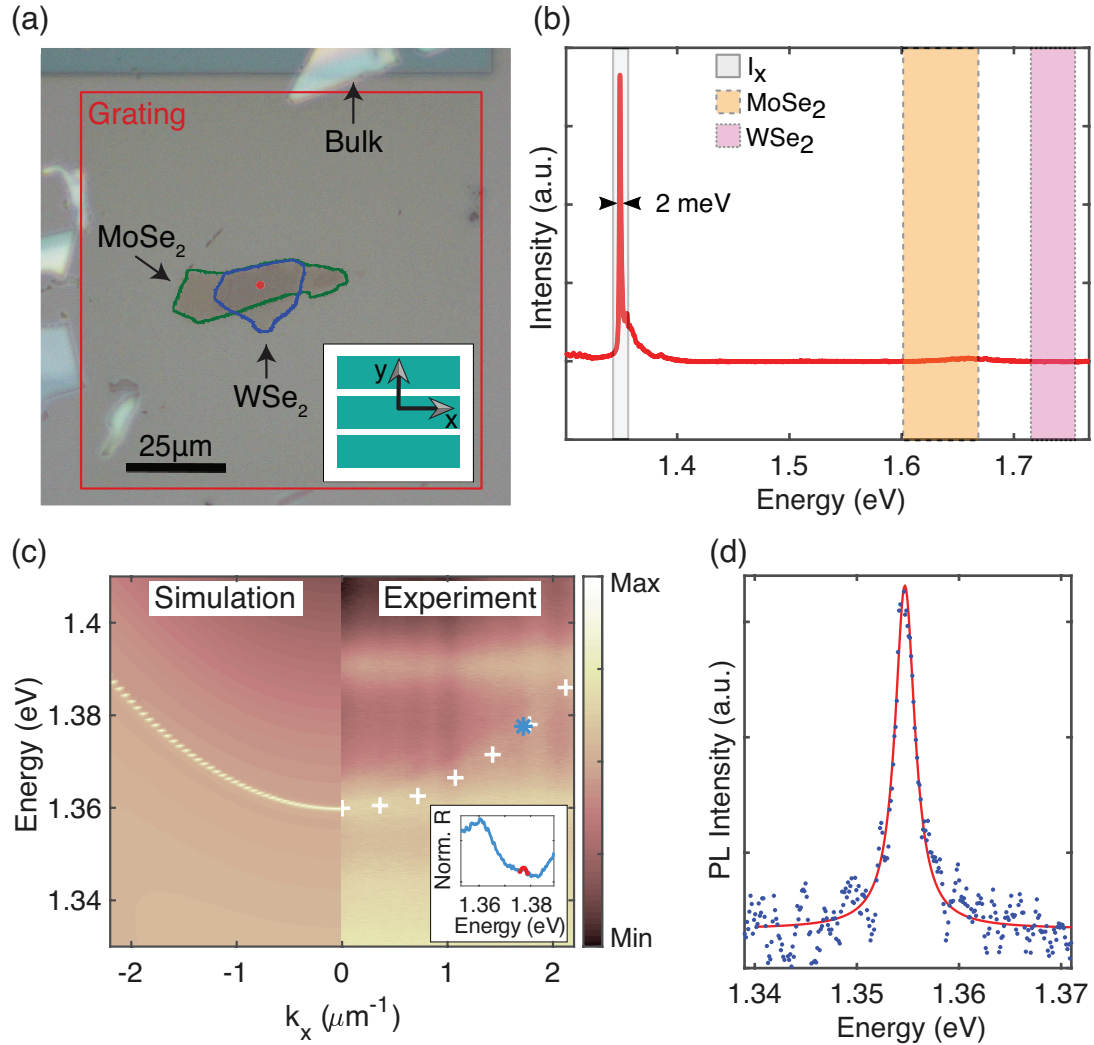 (a)
Grating
Bulk
MoSe₂
WSe₂
25μm
y
x
(b)
Intensity (a.u.)
Iₓ
MoSe₂
WSe₂
2 meV
1.4 1.5 1.6 1.7
Energy (eV)
(c)
Simulation Experiment
Energy (eV)
1.4
1.38
1.36
1.34
-2 -1 0 1 2
kₓ (μm⁻¹)
Norm. R
1.36 1.38
Energy (eV)
Max
Min
(d)
PL Intensity (a.u.)
1.34 1.35 1.36 1.37
Energy (eV)